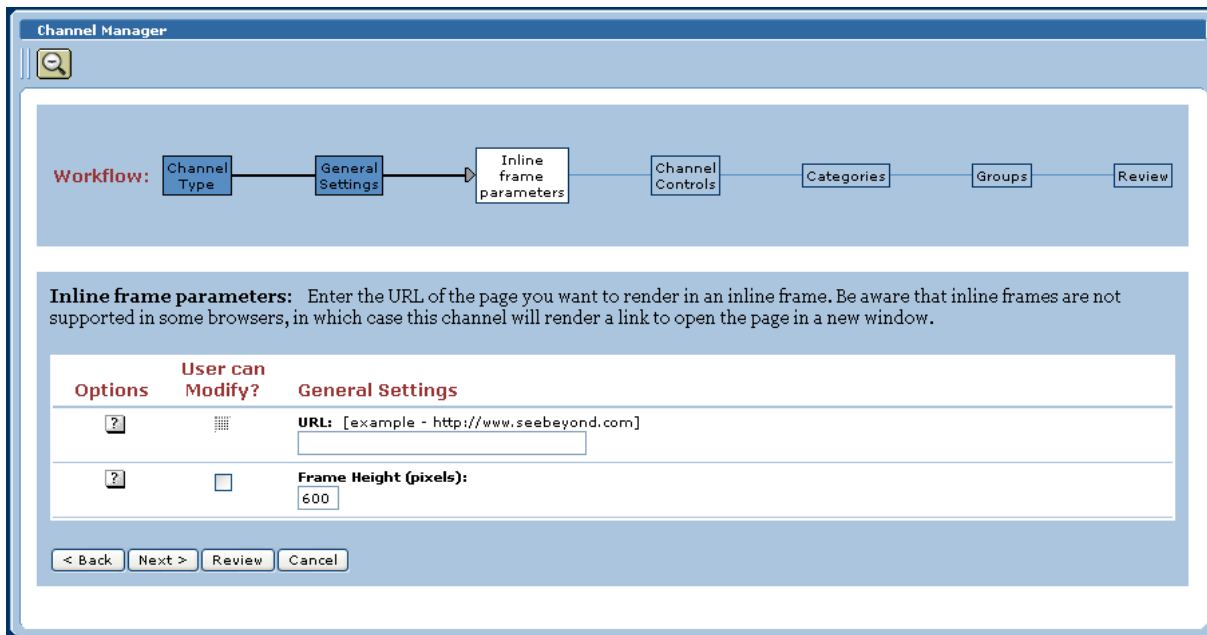 Channel Manager
Workflow:
Channel
Type
General
Settings
Inline
frame
parameters
Channel
Controls
Categories
Groups
Review
Inline frame parameters: Enter the URL of the page you want to render in an inline frame. Be aware that inline frames are not
supported in some browsers, in which case this channel will render a link to open the page in a new window.
Options
User can
Modify?
General Settings
?
URL: [example - http://www.seebeyond.com]
?
Frame Height (pixels):
600
< Back
Next >
Review
Cancel